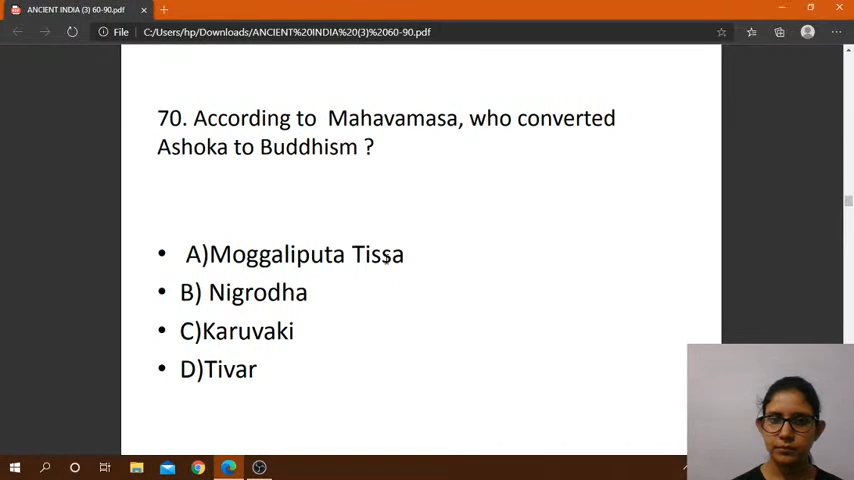 ANCIENT INDIA (3) 60-90.pdf
File
C:/Users/hp/Downloads/ANCIENT%20INDIA%20(3)%2060-90.pdf
70. According to Mahavamasa, who converted
Ashoka to Buddhism ?
• A)Moggaliputa Tissa
• B) Nigrodha
• C)Karuvaki
• D)Tivar